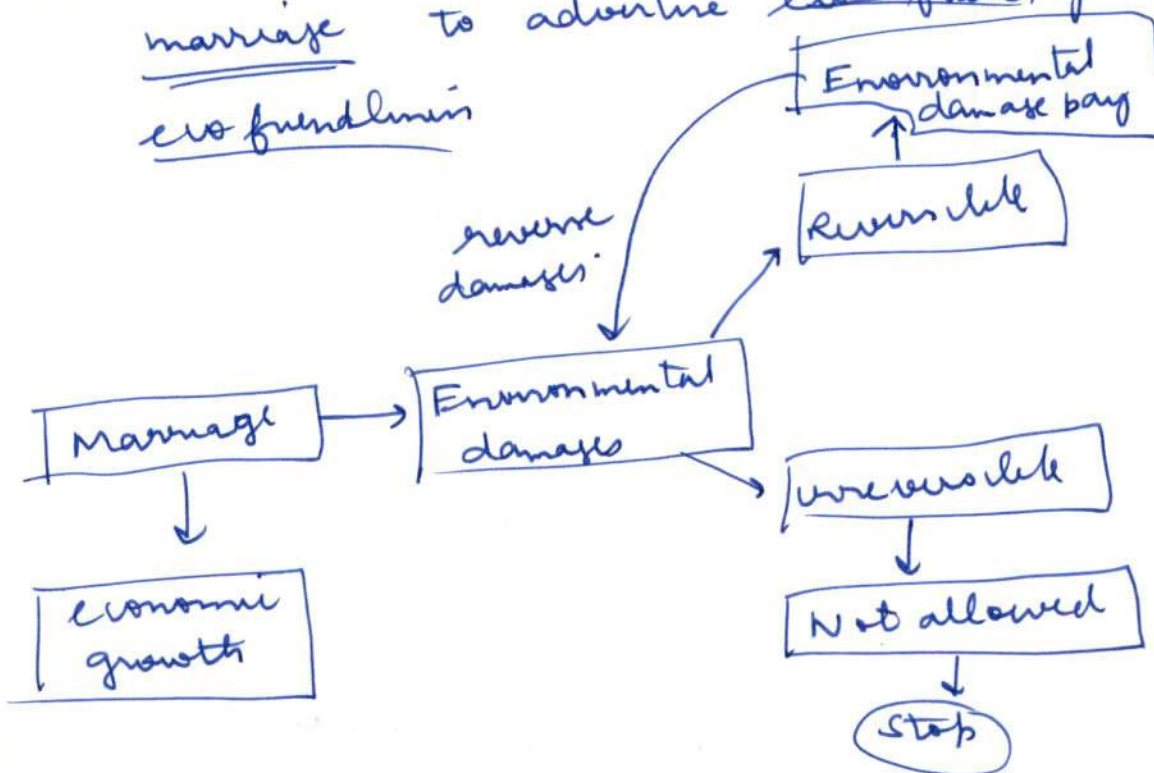 marriage to advertise
eco friendliness
Environmental
damage pay
Reversible
reverse
damages
Environmental
damages
Marriage
irreversible
economic
growth
Not allowed
Stop